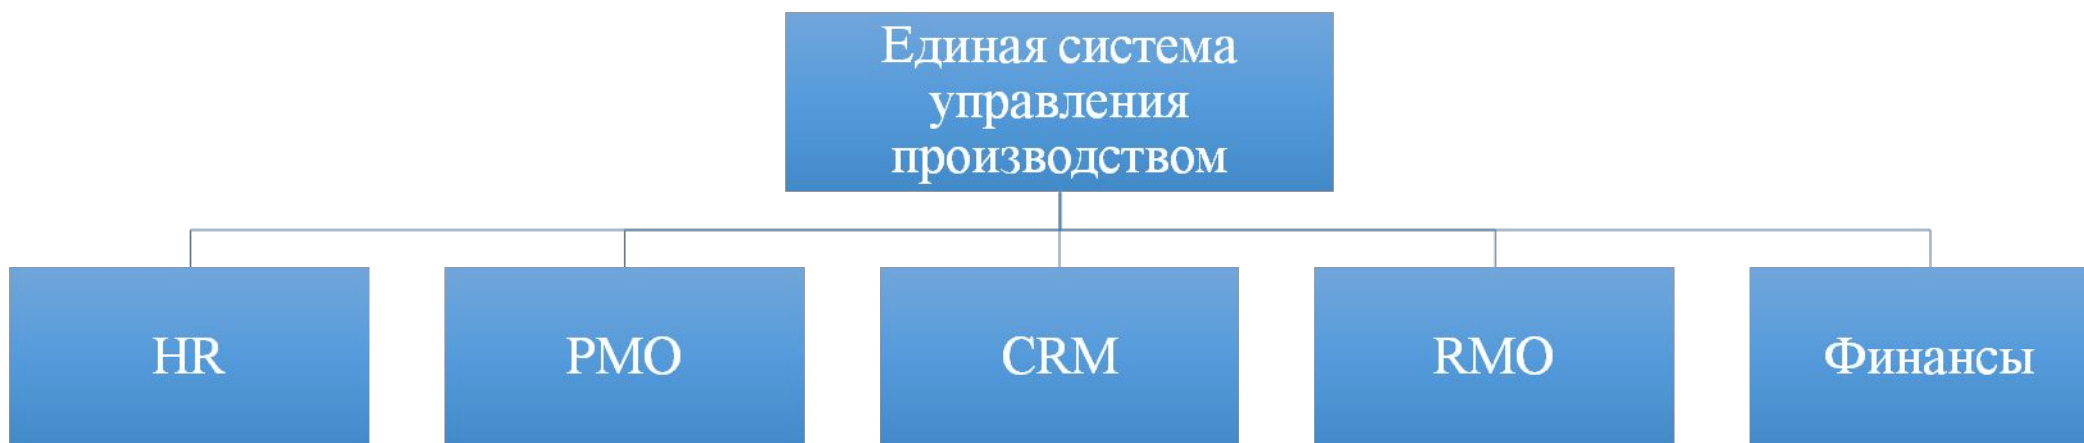 Единая система
управления
производством
HR
PMO
CRM
RMO
Финансы